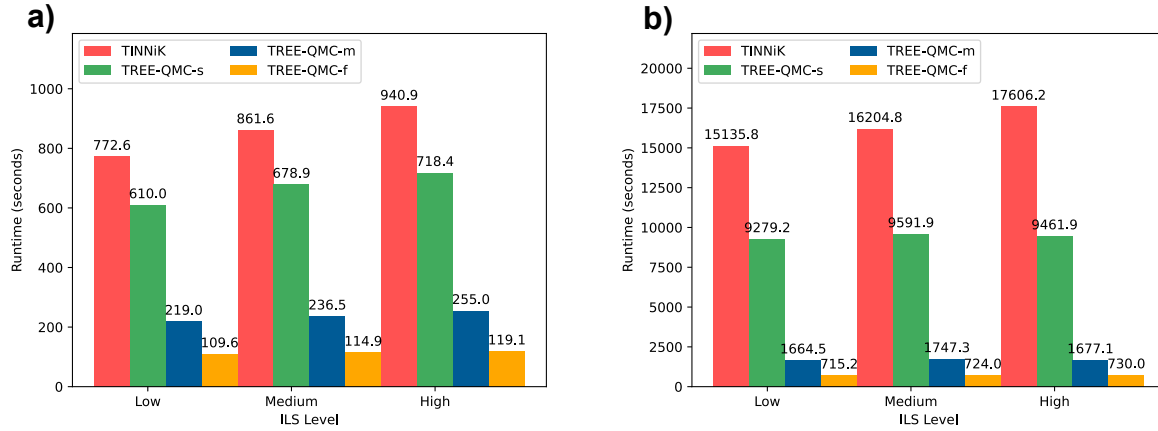 a)
TINNiK
TREE-QMC-s
TREE-QMC-m
TREE-QMC-f
Runtime (seconds)
1000
800
600
400
200
0
772.6
610.0
219.0
109.6
861.6
678.9
236.5
114.9
940.9
718.4
255.0
119.1
Low
Medium
High
ILS Level
b)
TINNiK
TREE-QMC-s
TREE-QMC-m
TREE-QMC-f
Runtime (seconds)
20000
17500
15000
12500
10000
7500
5000
2500
0
15135.8
9279.2
1664.5
715.2
16204.8
9591.9
1747.3
724.0
17606.2
9461.9
1677.1
730.0
Low
Medium
High
ILS Level